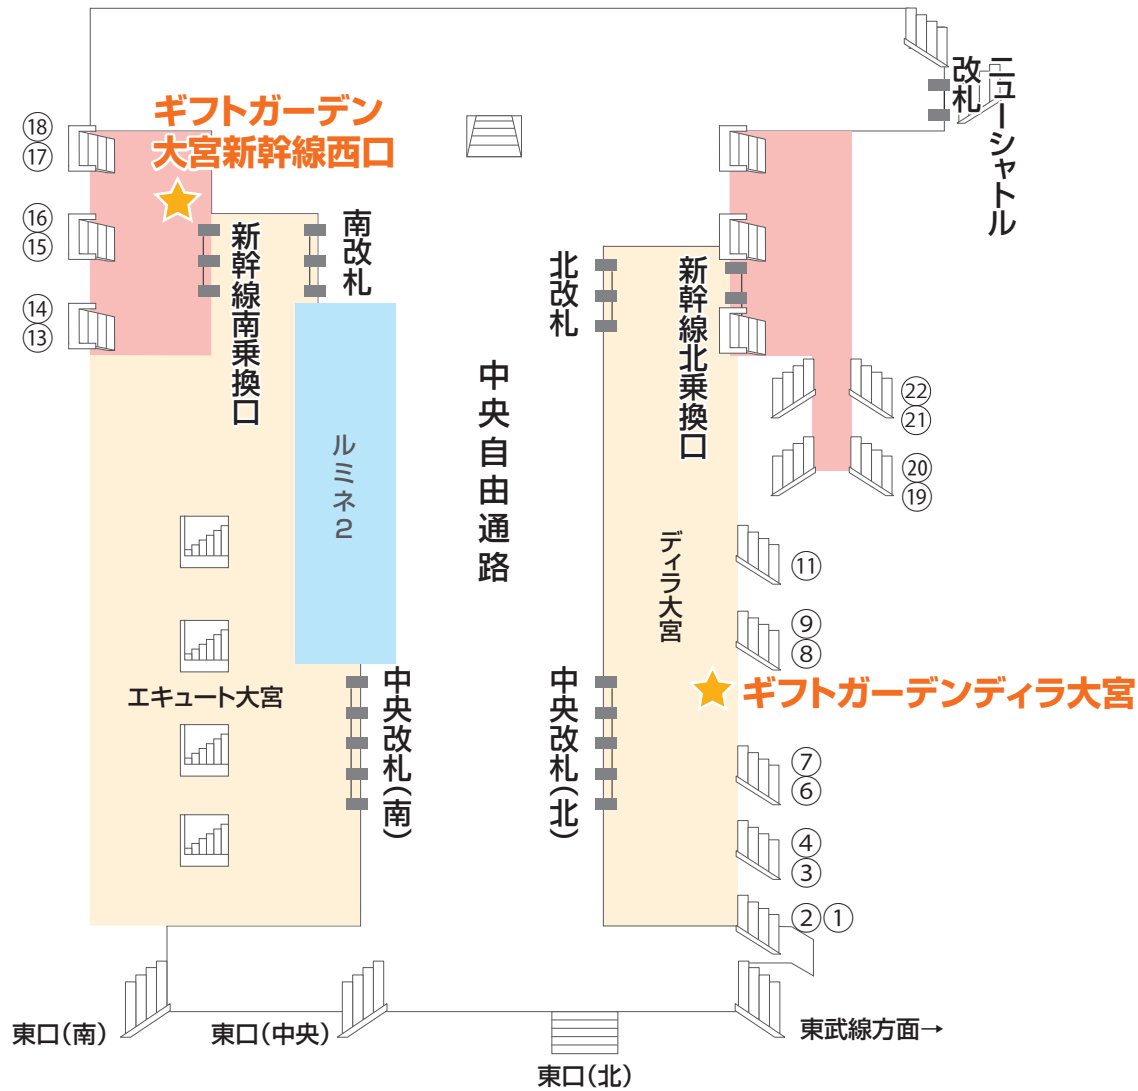 ニューシャトル
改札
ギフトガーデン
大宮新幹線西口
⑱
⑰
⑯
⑮
⑭
⑬
新幹線南乗換口
南改札
北改札
新幹線北乗換口
中央自由通路
ルミネ2
㉒
㉑
⑳
⑲
ディラ大宮
⑪
⑨
⑧
エキュート大宮
中央改札(南)
中央改札(北)
ギフトガーデンディラ大宮
⑦
⑥
④
③
②①
東口(南)
東口(中央)
東口(北)
東武線方面→